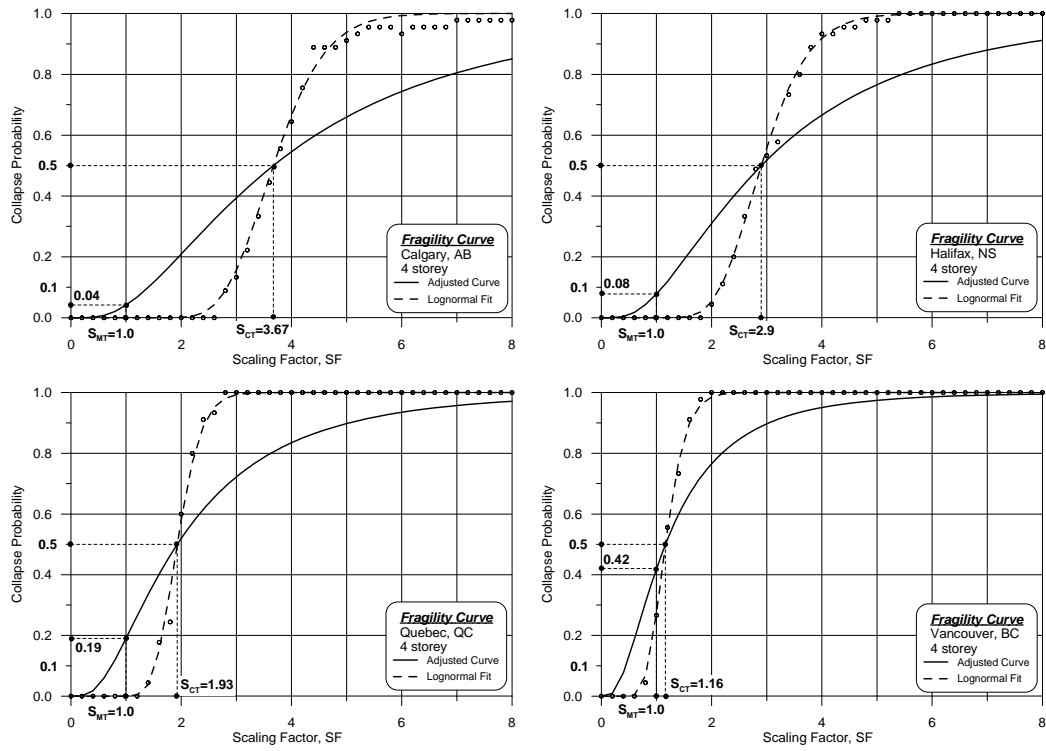 1.0
0.8
0.6
0.5
0.4
0.2
0.1
0.0
Collapse Probability
0.04
S_MT=1.0
S_CT=3.67
0 2 4 6 8
Scaling Factor, SF
Fragility Curve
Calgary, AB
4 storey
Adjusted Curve
Lognormal Fit
1.0
0.8
0.6
0.5
0.4
0.2
0.1
0.0
Collapse Probability
0.08
S_MT=1.0
S_CT=2.9
0 2 4 6 8
Scaling Factor, SF
Fragility Curve
Halifax, NS
4 storey
Adjusted Curve
Lognormal Fit
1.0
0.8
0.6
0.5
0.4
0.2
0.1
0.0
Collapse Probability
0.19
S_MT=1.0
S_CT=1.93
0 2 4 6 8
Scaling Factor, SF
Fragility Curve
Quebec, QC
4 storey
Adjusted Curve
Lognormal Fit
1.0
0.8
0.6
0.5
0.4
0.2
0.1
0.0
Collapse Probability
0.42
S_MT=1.0
S_CT=1.16
0 2 4 6 8
Scaling Factor, SF
Fragility Curve
Vancouver, BC
4 storey
Adjusted Curve
Lognormal Fit